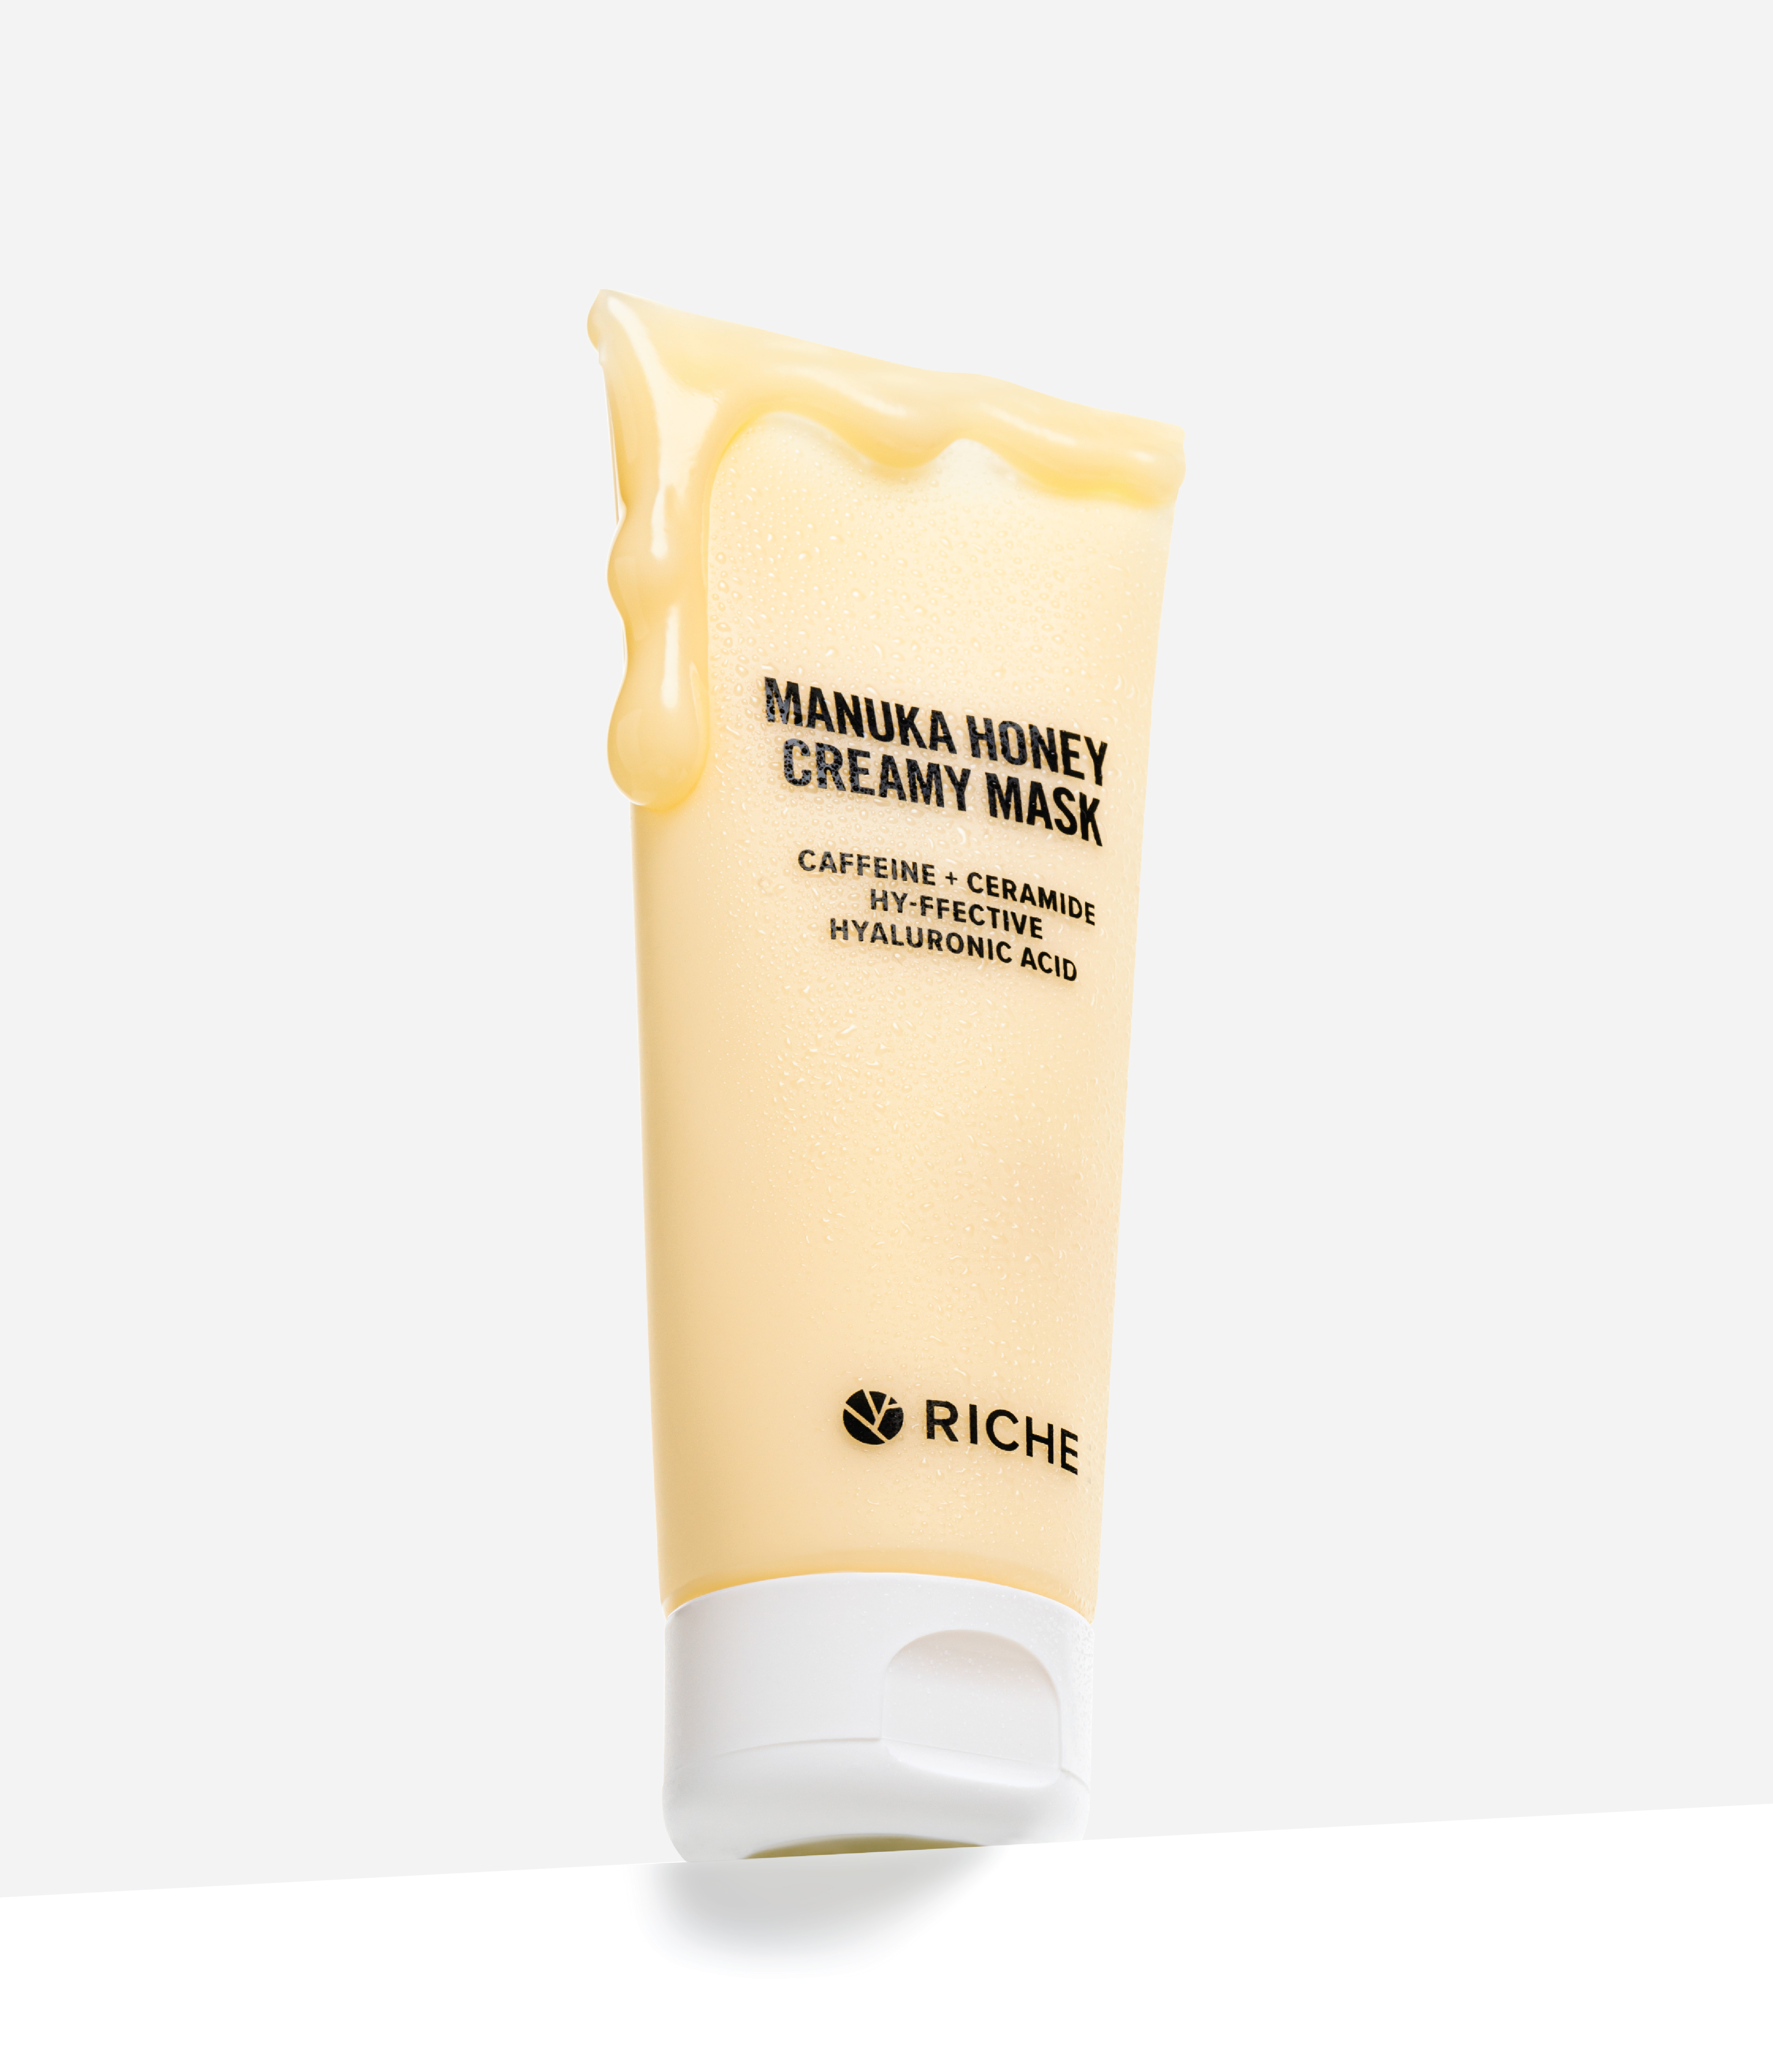 MANUKA HONEY
CREAMY MASK
CAFFEINE + CERAMIDE
HY-FFECTIVE
HYALURONIC ACID
RICHE